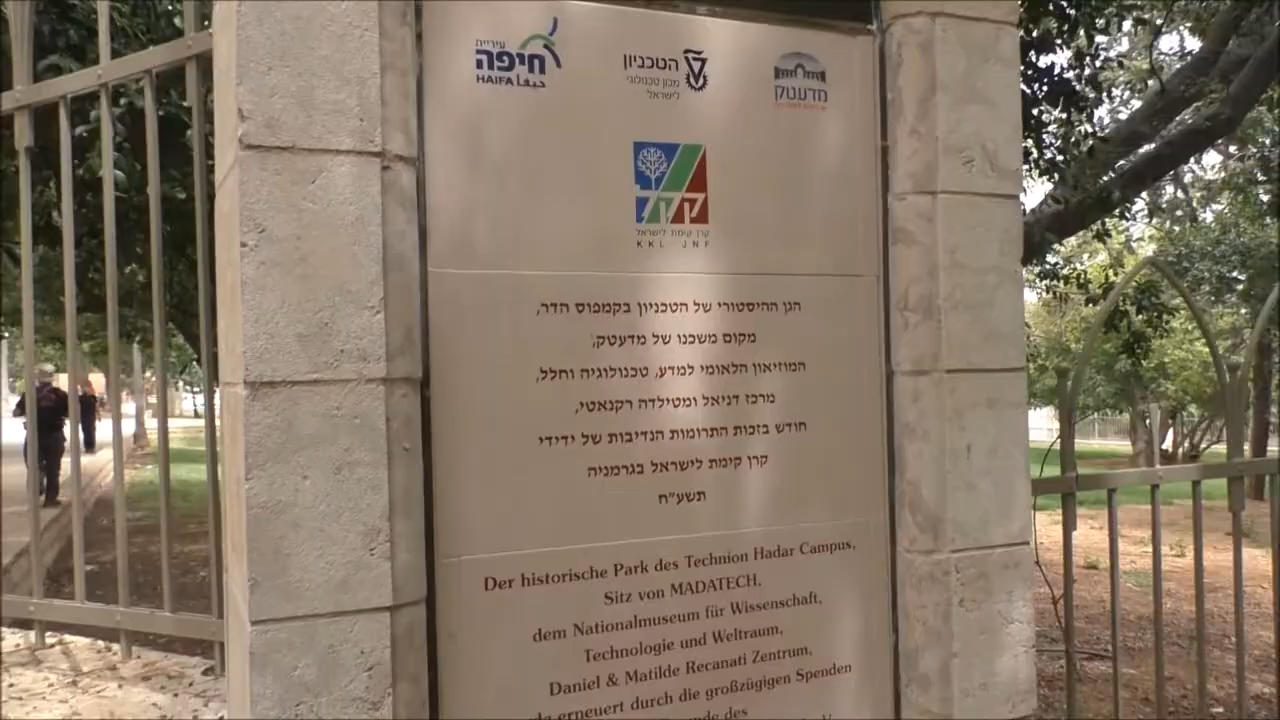 עיריית
חיפה
HAIFA حيفا
הטכניון
מכון טכנולוגי
לישראל
מדעטק
קק"ל
קרן קימת לישראל
KKL JNF
הגן ההיסטורי של הטכניון בקמפוס הדר,
מקום משכנו של מדעטק,
המוזיאון הלאומי למדע, טכנולוגיה וחלל,
מרכז דניאל ומטילדה רקנאטי,
חודש בזכות התרומות הנדיבות של ידידי
קרן קימת לישראל בגרמניה
תשע"ח
Der historische Park des Technion Hadar Campus,
Sitz von MADATECH,
dem Nationalmuseum für Wissenschaft,
Technologie und Weltraum,
Daniel & Matilde Recanati Zentrum,
erneuert durch die großzügigen Spenden
des